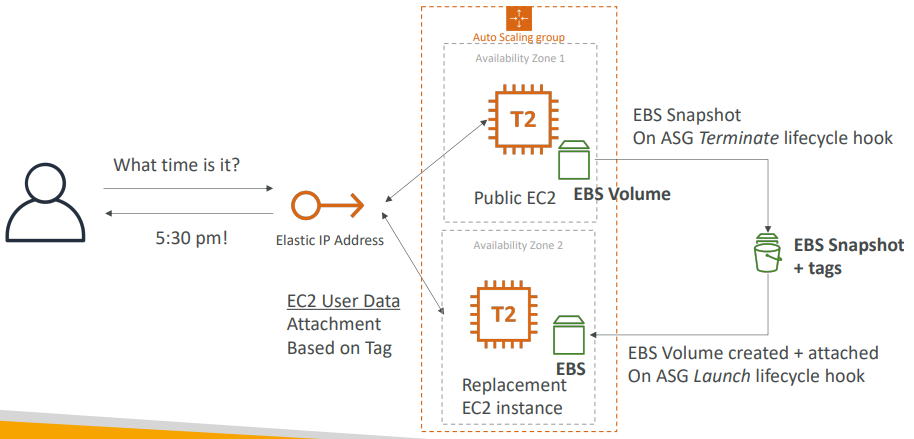 Auto Scaling group
Availability Zone 1
T2
Public EC2
EBS Volume
EBS Snapshot
On ASG Terminate lifecycle hook
What time is it?
5:30 pm!
Elastic IP Address
EBS Snapshot
+ tags
Availability Zone 2
T2
EBS
Replacement
EC2 instance
EC2 User Data
Attachment
Based on Tag
EBS Volume created + attached
On ASG Launch lifecycle hook